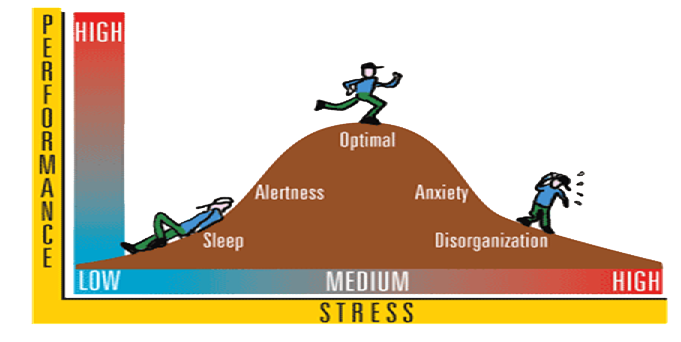 PERFORMANCE
HIGH
Optimal
Alertness
Anxiety
Sleep
Disorganization
LOW MEDIUM HIGH
STRESS